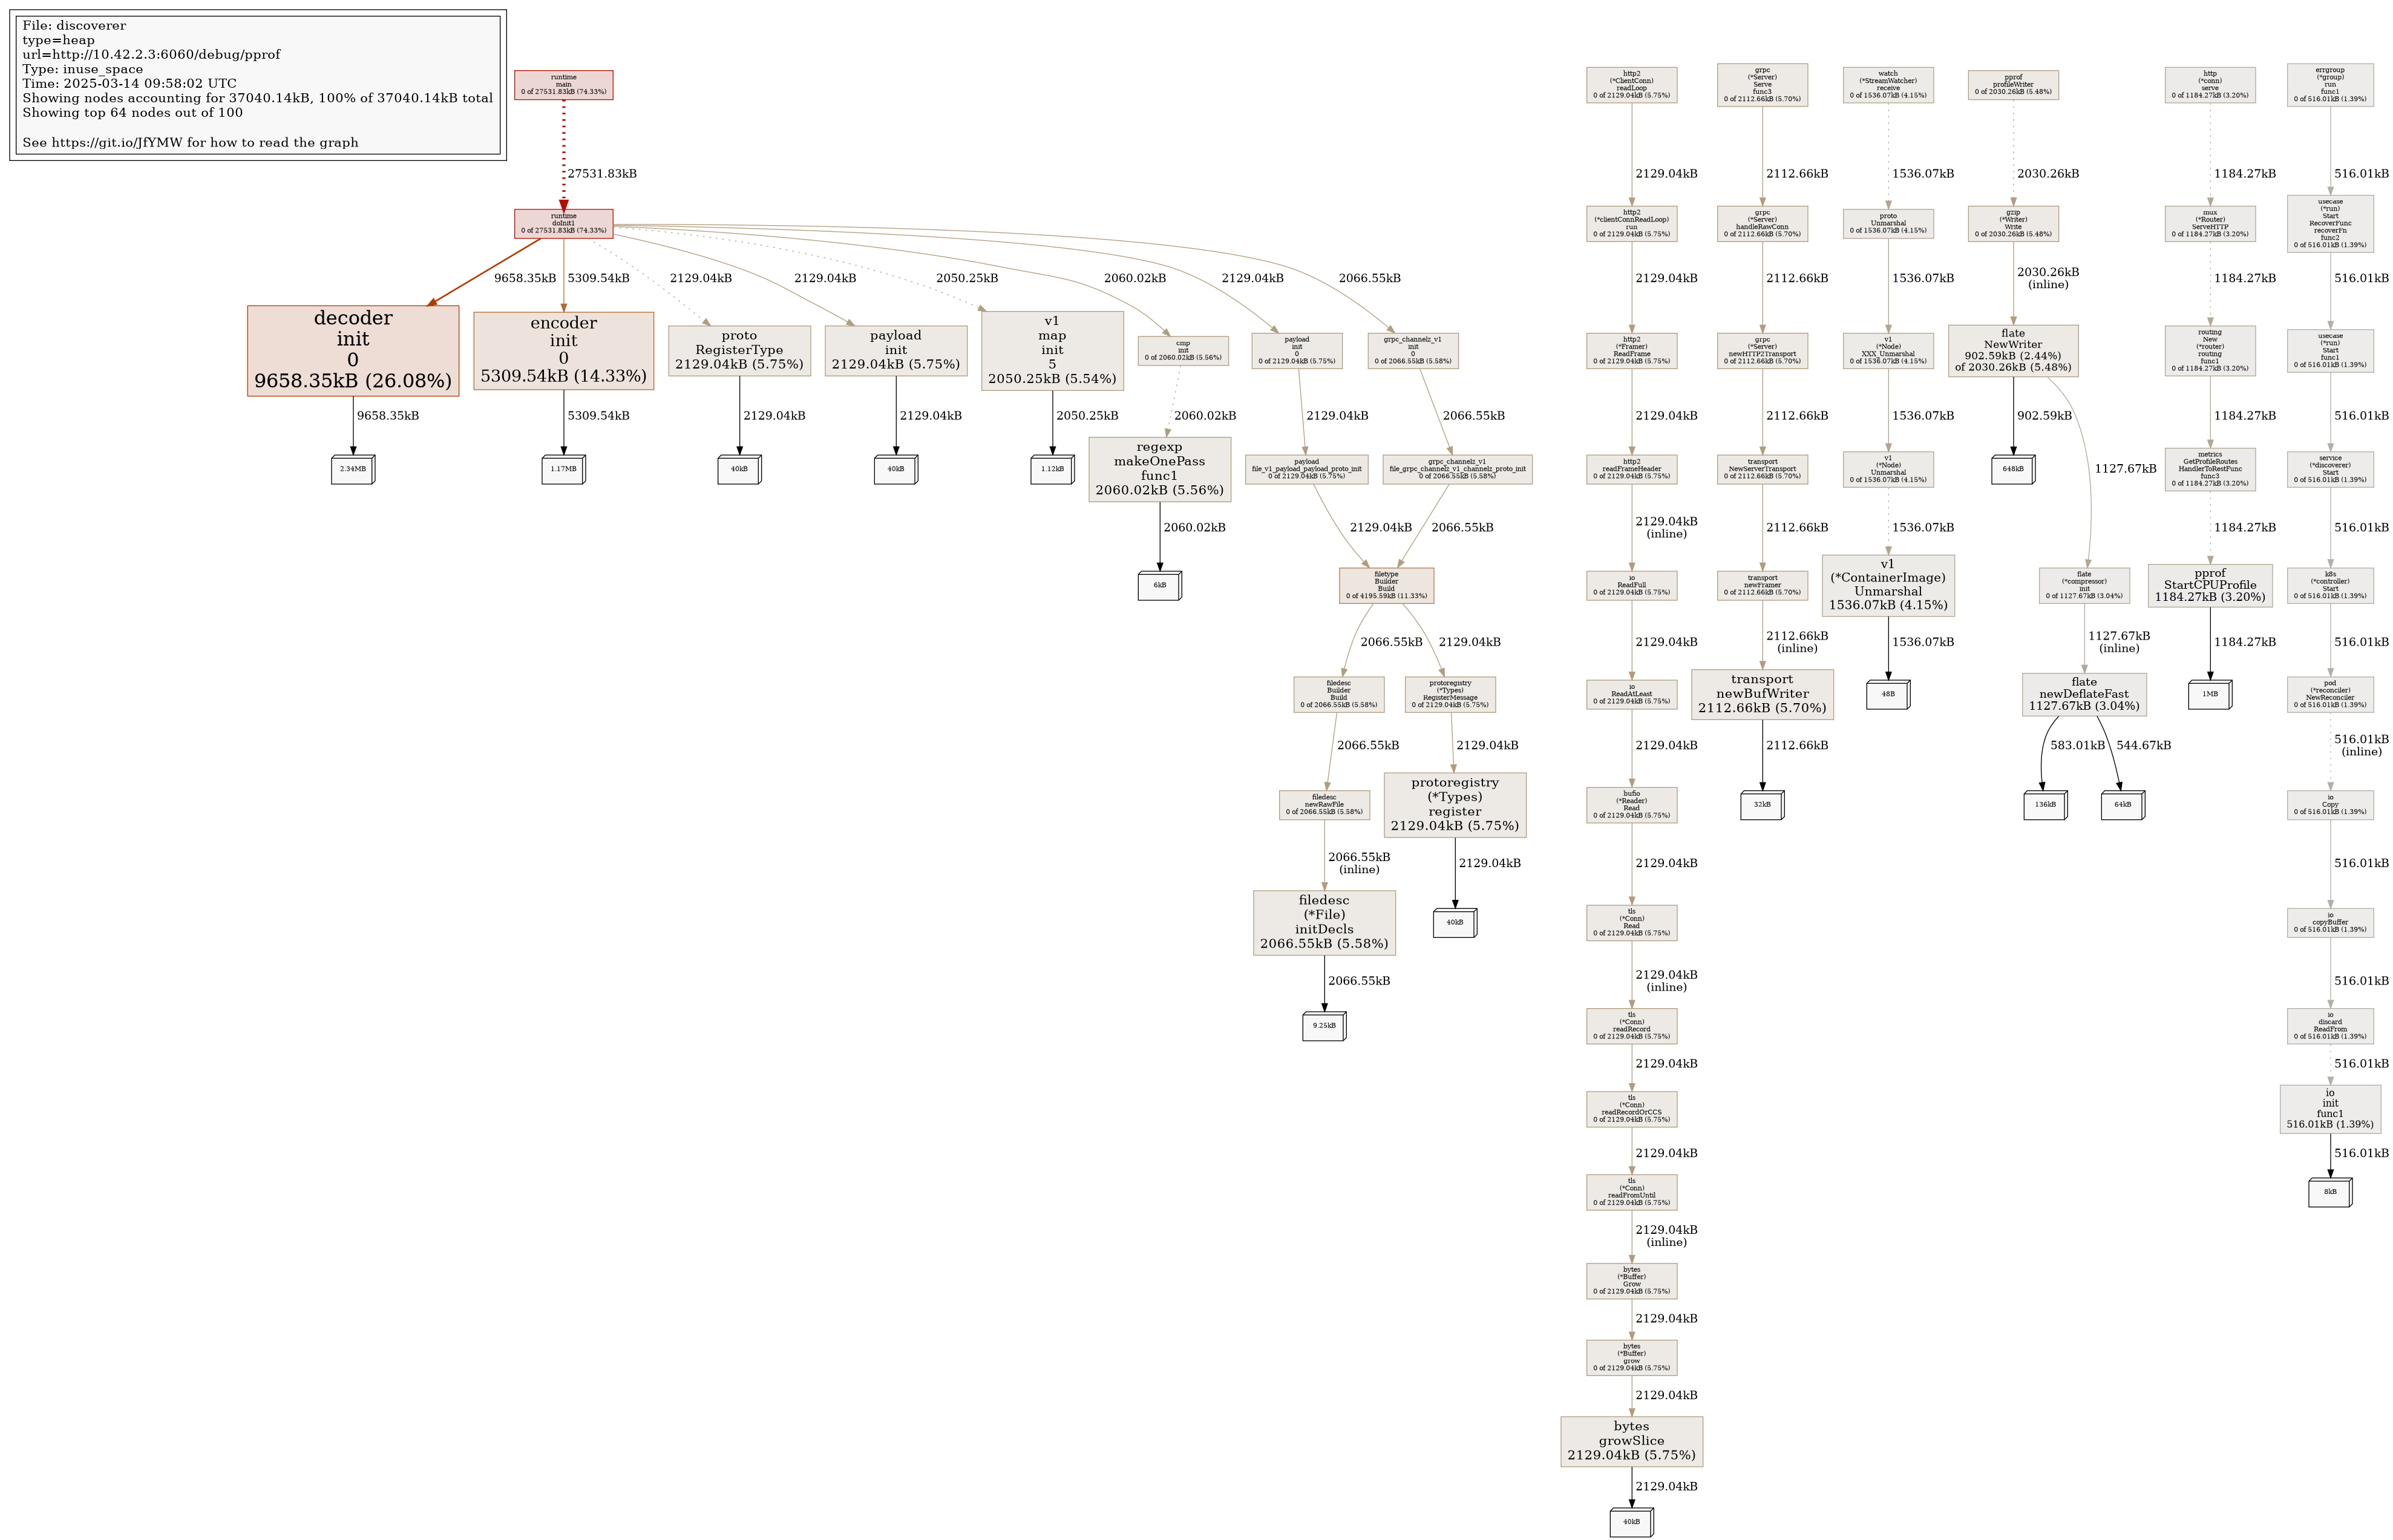 File: discoverer
type=heap
url=http://10.42.2.3:6060/debug/pprof
Type: inuse_space
Time: 2025-03-14 09:58:02 UTC
Showing nodes accounting for 37040.14kB, 100% of 37040.14kB total
Showing top 64 nodes out of 100
See https://git.io/JfYMW for how to read the graph
runtime
main
0 of 27531.83kB (74.33%)
27531.83kB
runtime
doInit1
0 of 27531.83kB (74.33%)
9658.35kB
5309.54kB
2129.04kB
2129.04kB
2050.25kB
2060.02kB
2129.04kB
2066.55kB
decoder
init
0
9658.35kB (26.08%)
9658.35kB
2.34MB
encoder
init
0
5309.54kB (14.33%)
5309.54kB
1.17MB
proto
RegisterType
2129.04kB (5.75%)
2129.04kB
40kB
payload
init
2129.04kB (5.75%)
2129.04kB
40kB
v1
map
init
5
2050.25kB (5.54%)
2050.25kB
1.12kB
cmp
init
0 of 2060.02kB (5.56%)
2060.02kB
regexp
makeOnePass
func1
2060.02kB (5.56%)
2060.02kB
6kB
payload
init
0
0 of 2129.04kB (5.75%)
2129.04kB
payload
file_v1_payload_payload_proto_init
0 of 2129.04kB (5.75%)
2129.04kB
grpc_channelz_v1
init
0
0 of 2066.55kB (5.58%)
2066.55kB
grpc_channelz_v1
file_grpc_channelz_v1_channelz_proto_init
0 of 2066.55kB (5.58%)
2066.55kB
filetype
Builder
Build
0 of 4195.59kB (11.33%)
2066.55kB
2129.04kB
filedesc
Builder
Build
0 of 2066.55kB (5.58%)
2066.55kB
filedesc
newRawFile
0 of 2066.55kB (5.58%)
2066.55kB
(inline)
filedesc
(*File)
initDecls
2066.55kB (5.58%)
2066.55kB
9.25kB
protoregistry
(*Types)
RegisterMessage
0 of 2129.04kB (5.75%)
2129.04kB
protoregistry
(*Types)
register
2129.04kB (5.75%)
2129.04kB
40kB
http2
(*ClientConn)
readLoop
0 of 2129.04kB (5.75%)
2129.04kB
http2
(*clientConnReadLoop)
run
0 of 2129.04kB (5.75%)
2129.04kB
http2
(*Framer)
ReadFrame
0 of 2129.04kB (5.75%)
2129.04kB
http2
readFrameHeader
0 of 2129.04kB (5.75%)
2129.04kB
(inline)
io
ReadFull
0 of 2129.04kB (5.75%)
2129.04kB
io
ReadAtLeast
0 of 2129.04kB (5.75%)
2129.04kB
bufio
(*Reader)
Read
0 of 2129.04kB (5.75%)
2129.04kB
tls
(*Conn)
Read
0 of 2129.04kB (5.75%)
2129.04kB
(inline)
tls
(*Conn)
readRecord
0 of 2129.04kB (5.75%)
2129.04kB
tls
(*Conn)
readRecordOrCCS
0 of 2129.04kB (5.75%)
2129.04kB
tls
(*Conn)
readFromUntil
0 of 2129.04kB (5.75%)
2129.04kB
(inline)
bytes
(*Buffer)
Grow
0 of 2129.04kB (5.75%)
2129.04kB
bytes
(*Buffer)
grow
0 of 2129.04kB (5.75%)
2129.04kB
bytes
growSlice
2129.04kB (5.75%)
2129.04kB
40kB
grpc
(*Server)
Serve
func3
0 of 2112.66kB (5.70%)
2112.66kB
grpc
(*Server)
handleRawConn
0 of 2112.66kB (5.70%)
2112.66kB
grpc
(*Server)
newHTTP2Transport
0 of 2112.66kB (5.70%)
2112.66kB
transport
NewServerTransport
0 of 2112.66kB (5.70%)
2112.66kB
transport
newFramer
0 of 2112.66kB (5.70%)
2112.66kB
(inline)
transport
newBufWriter
2112.66kB (5.70%)
2112.66kB
32kB
watch
(*StreamWatcher)
receive
0 of 1536.07kB (4.15%)
1536.07kB
proto
Unmarshal
0 of 1536.07kB (4.15%)
1536.07kB
v1
(*Node)
XXX_Unmarshal
0 of 1536.07kB (4.15%)
1536.07kB
v1
(*Node)
Unmarshal
0 of 1536.07kB (4.15%)
1536.07kB
v1
(*ContainerImage)
Unmarshal
1536.07kB (4.15%)
1536.07kB
48B
pprof
profileWriter
0 of 2030.26kB (5.48%)
2030.26kB
gzip
(*Writer)
Write
0 of 2030.26kB (5.48%)
2030.26kB
(inline)
flate
NewWriter
902.59kB (2.44%)
of 2030.26kB (5.48%)
902.59kB
648kB
1127.67kB
flate
(*compressor)
init
0 of 1127.67kB (3.04%)
1127.67kB
(inline)
flate
newDeflateFast
1127.67kB (3.04%)
583.01kB
544.67kB
136kB
64kB
http
(*conn)
serve
0 of 1184.27kB (3.20%)
1184.27kB
mux
(*Router)
ServeHTTP
0 of 1184.27kB (3.20%)
1184.27kB
routing
New
(*router)
routing
func1
0 of 1184.27kB (3.20%)
1184.27kB
metrics
GetProfileRoutes
HandlerToRestFunc
func3
0 of 1184.27kB (3.20%)
1184.27kB
pprof
StartCPUProfile
1184.27kB (3.20%)
1184.27kB
1MB
errgroup
(*group)
run
func1
0 of 516.01kB (1.39%)
516.01kB
usecase
(*run)
Start
RecoverFunc
recoverFn
func2
0 of 516.01kB (1.39%)
516.01kB
usecase
(*run)
Start
func1
0 of 516.01kB (1.39%)
516.01kB
service
(*discoverer)
Start
0 of 516.01kB (1.39%)
516.01kB
k8s
(*controller)
Start
0 of 516.01kB (1.39%)
516.01kB
pod
(*reconciler)
NewReconciler
0 of 516.01kB (1.39%)
516.01kB
(inline)
io
Copy
0 of 516.01kB (1.39%)
516.01kB
io
copyBuffer
0 of 516.01kB (1.39%)
516.01kB
io
discard
ReadFrom
0 of 516.01kB (1.39%)
516.01kB
io
init
func1
516.01kB (1.39%)
516.01kB
8kB